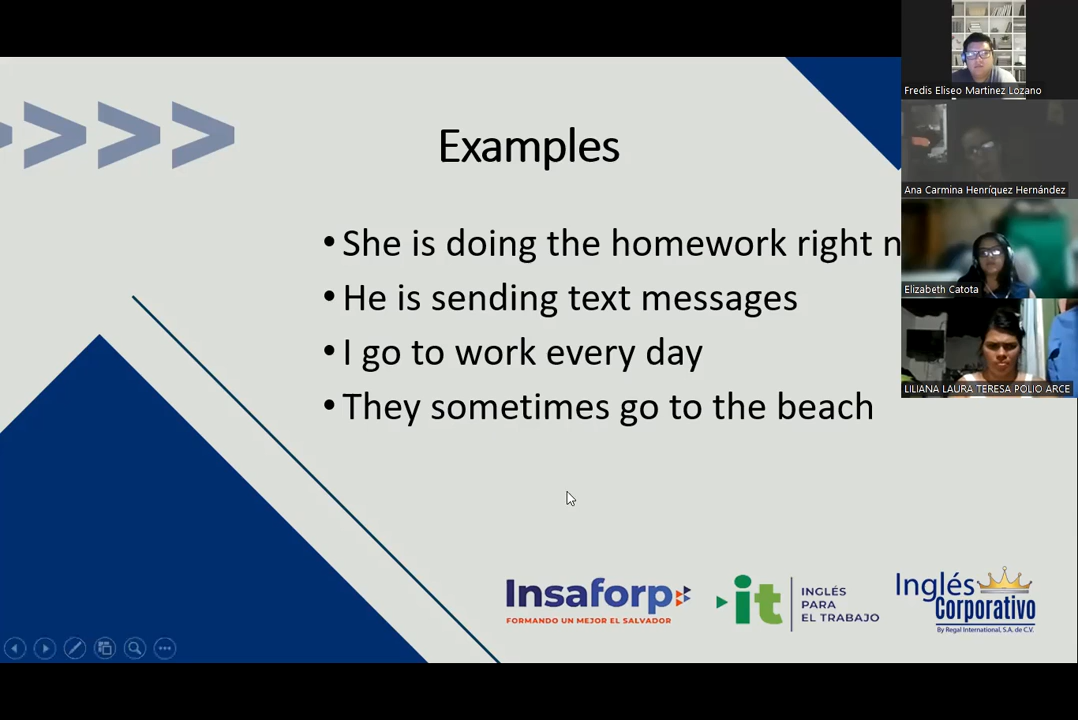 Examples
• She is doing the homework right
• He is sending text messages
• I go to work every day
• They sometimes go to the beach
Fredis Eliseo Martinez Lozano
Ana Carmina Henríquez Hernández
Elizabeth Catota
LILIANA LAURA TERESA POLIO ARCE
Insaforp
FORMANDO UN MEJOR EL SALVADOR
it
INGLÉS
PARA
EL TRABAJO
Inglés
Corporativo
By Regal International, S.A. de C.V.